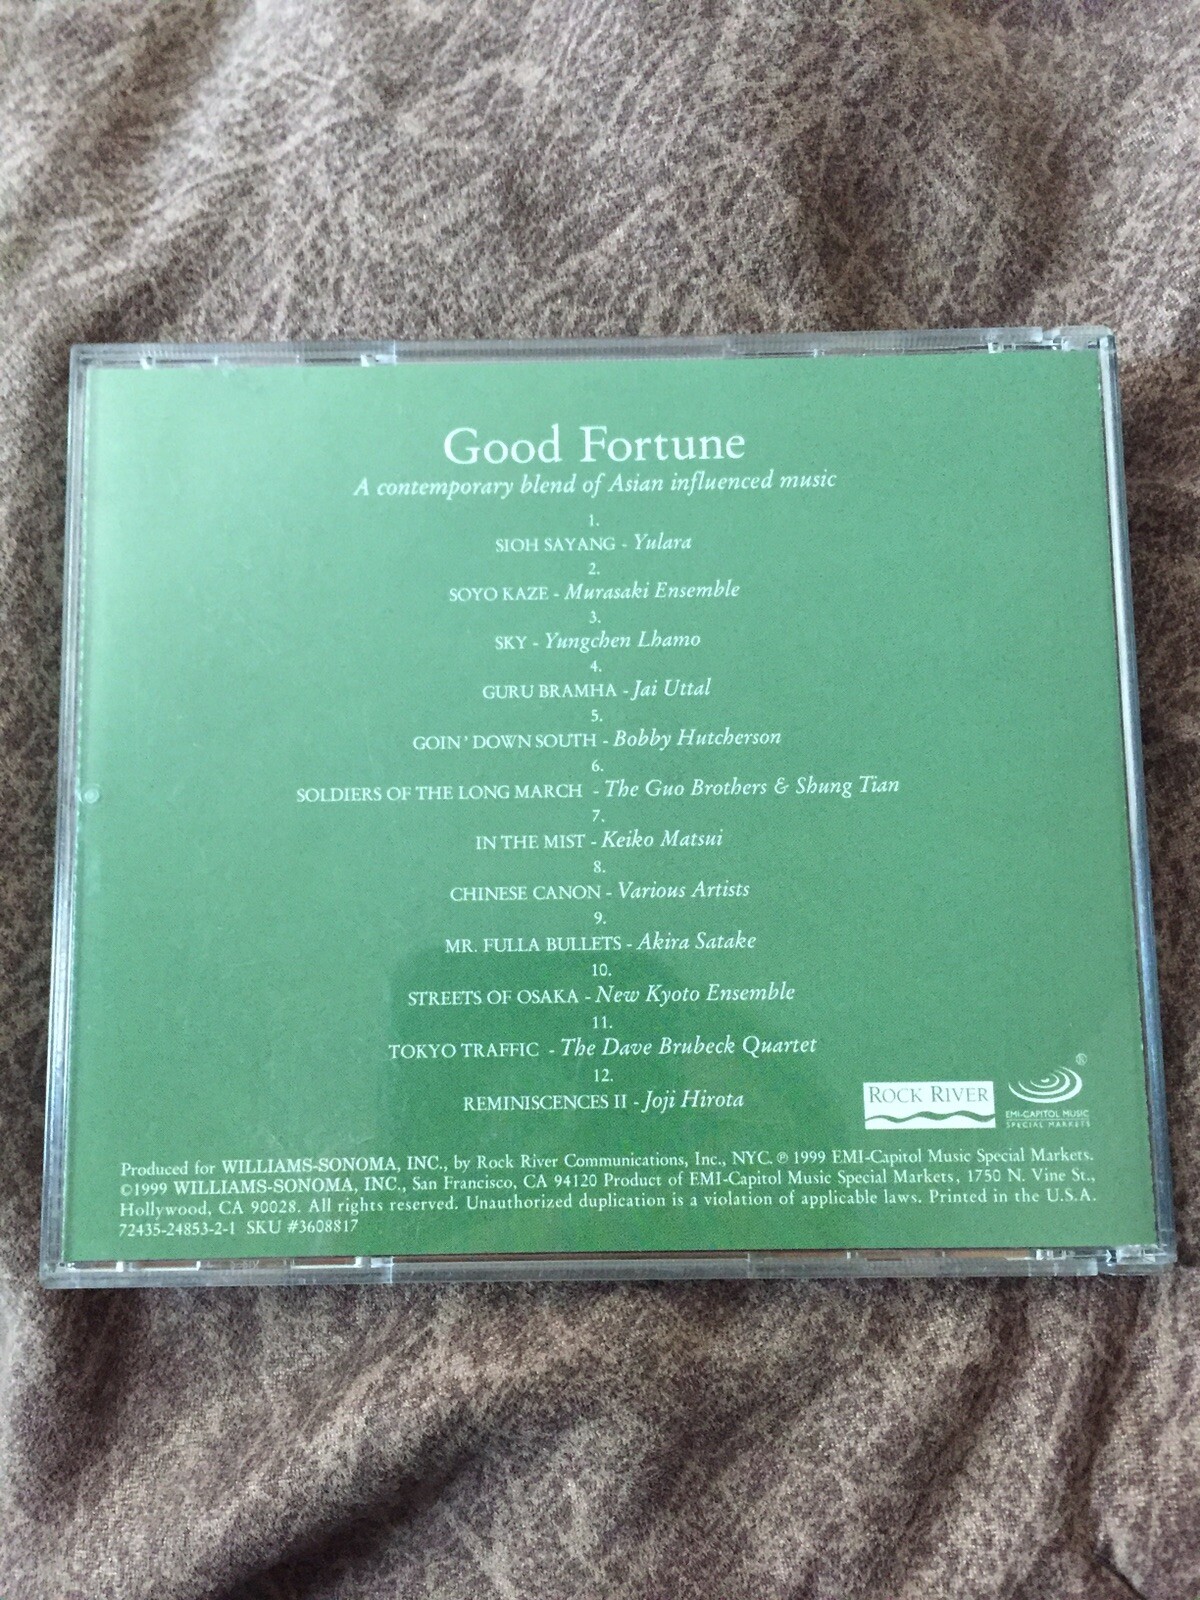 Good Fortune
A contemporary blend of Asian influenced music
1.
SIOH SAYANG - Yulara
2.
SOYO KAZE - Murasaki Ensemble
3.
SKY - Yungchen Lhamo
4.
GURU BRAMHA - Jai Uttal
5.
GOIN' DOWN SOUTH - Bobby Hutcherson
6.
SOLDIERS OF THE LONG MARCH - The Guo Brothers & Shung Tian
7.
IN THE MIST - Keiko Matsui
8.
CHINESE CANON - Various Artists
9.
MR. FULLA BULLETS - Akira Satake
10.
STREETS OF OSAKA - New Kyoto Ensemble
11.
TOKYO TRAFFIC - The Dave Brubeck Quartet
12.
REMINISCENCES II - Joji Hirota
ROCK RIVER
®
EMI-CAPITOL MUSIC
SPECIAL MARKETS
Produced for WILLIAMS-SONOMA, INC., by Rock River Communications, Inc., NYC. ℗ 1999 EMI-Capitol Music Special Markets.
©1999 WILLIAMS-SONOMA, INC., San Francisco, CA 94120 Product of EMI-Capitol Music Special Markets, 1750 N. Vine St.,
Hollywood, CA 90028. All rights reserved. Unauthorized duplication is a violation of applicable laws. Printed in the U.S.A.
72435-24853-2-1 SKU #3608817